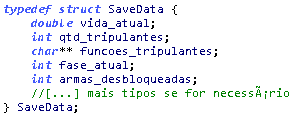 typedef struct SaveData {
    double vida_atual;
    int qtd_tripulantes;
    char** funcoes_tripulantes;
    int fase_atual;
    int armas_desbloqueadas;
    //[...] mais tipos se for necessÃ¡rio
} SaveData;